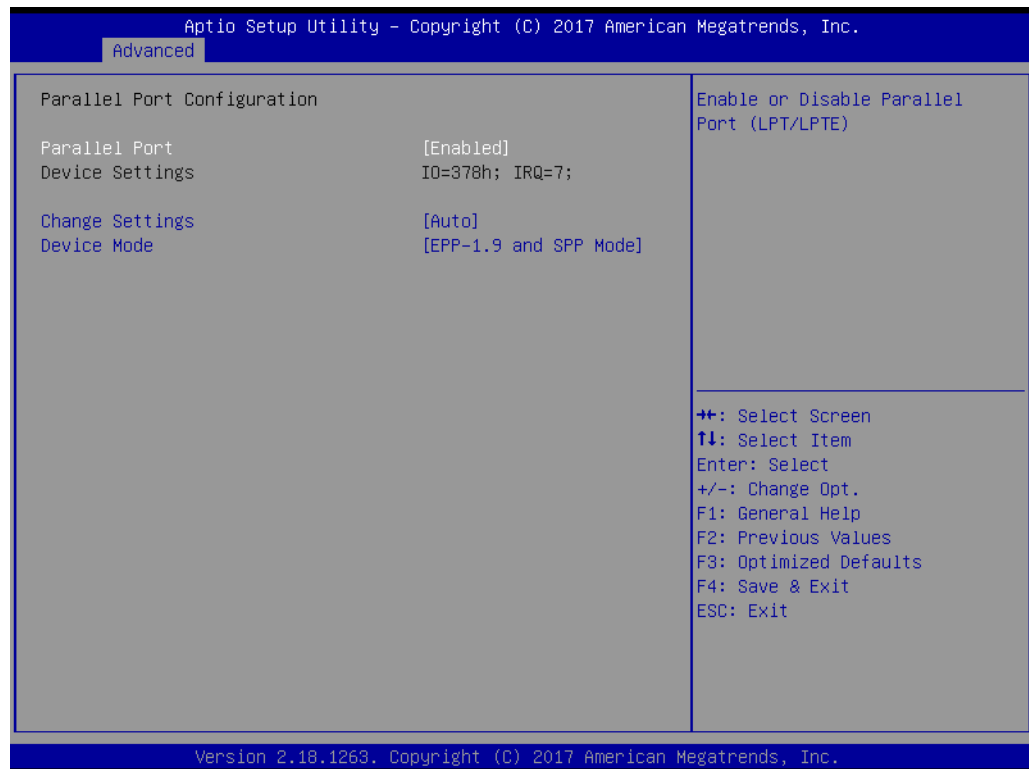 Aptio Setup Utility – Copyright (C) 2017 American Megatrends, Inc.
Advanced
Parallel Port Configuration
Parallel Port [Enabled]
Device Settings IO=378h; IRQ=7;
Change Settings [Auto]
Device Mode [EPP-1.9 and SPP Mode]
Enable or Disable Parallel
Port (LPT/LPTE)
→←: Select Screen
↑↓: Select Item
Enter: Select
+/-: Change Opt.
F1: General Help
F2: Previous Values
F3: Optimized Defaults
F4: Save & Exit
ESC: Exit
Version 2.18.1263. Copyright (C) 2017 American Megatrends, Inc.